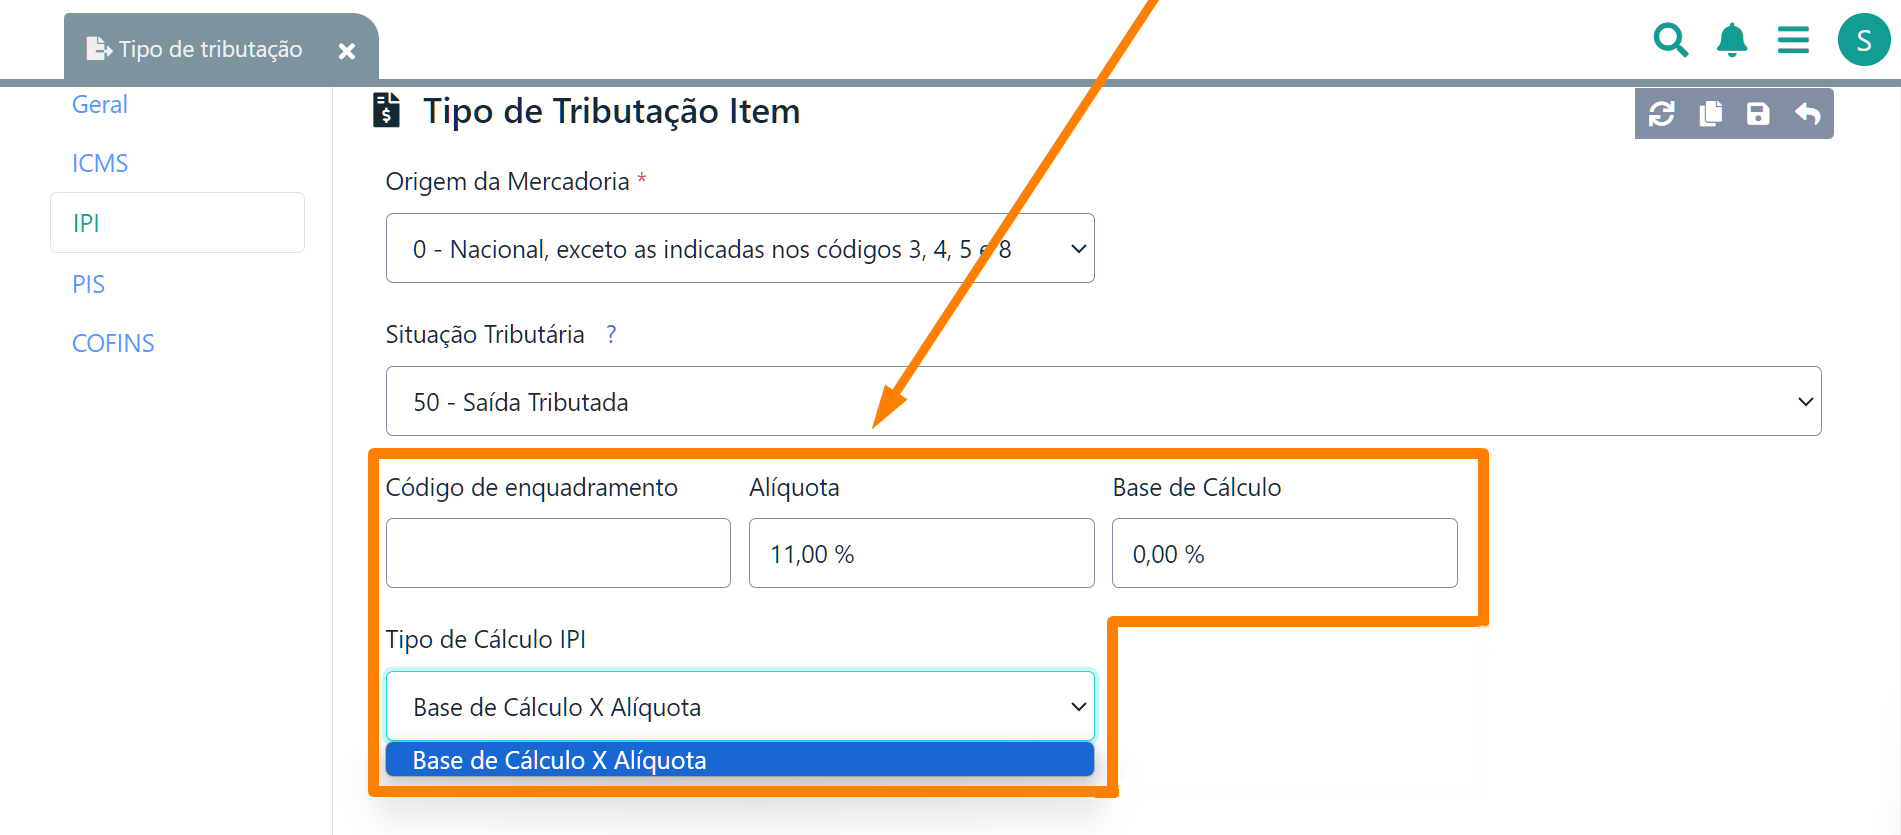 Tipo de tributação
S
Geral
ICMS
IPI
PIS
COFINS
Tipo de Tributação Item
Origem da Mercadoria *
0 - Nacional, exceto as indicadas nos códigos 3, 4, 5 e 8
Situação Tributária ?
50 - Saída Tributada
Código de enquadramento Alíquota Base de Cálculo
11,00 % 0,00 %
Tipo de Cálculo IPI
Base de Cálculo X Alíquota
Base de Cálculo X Alíquota